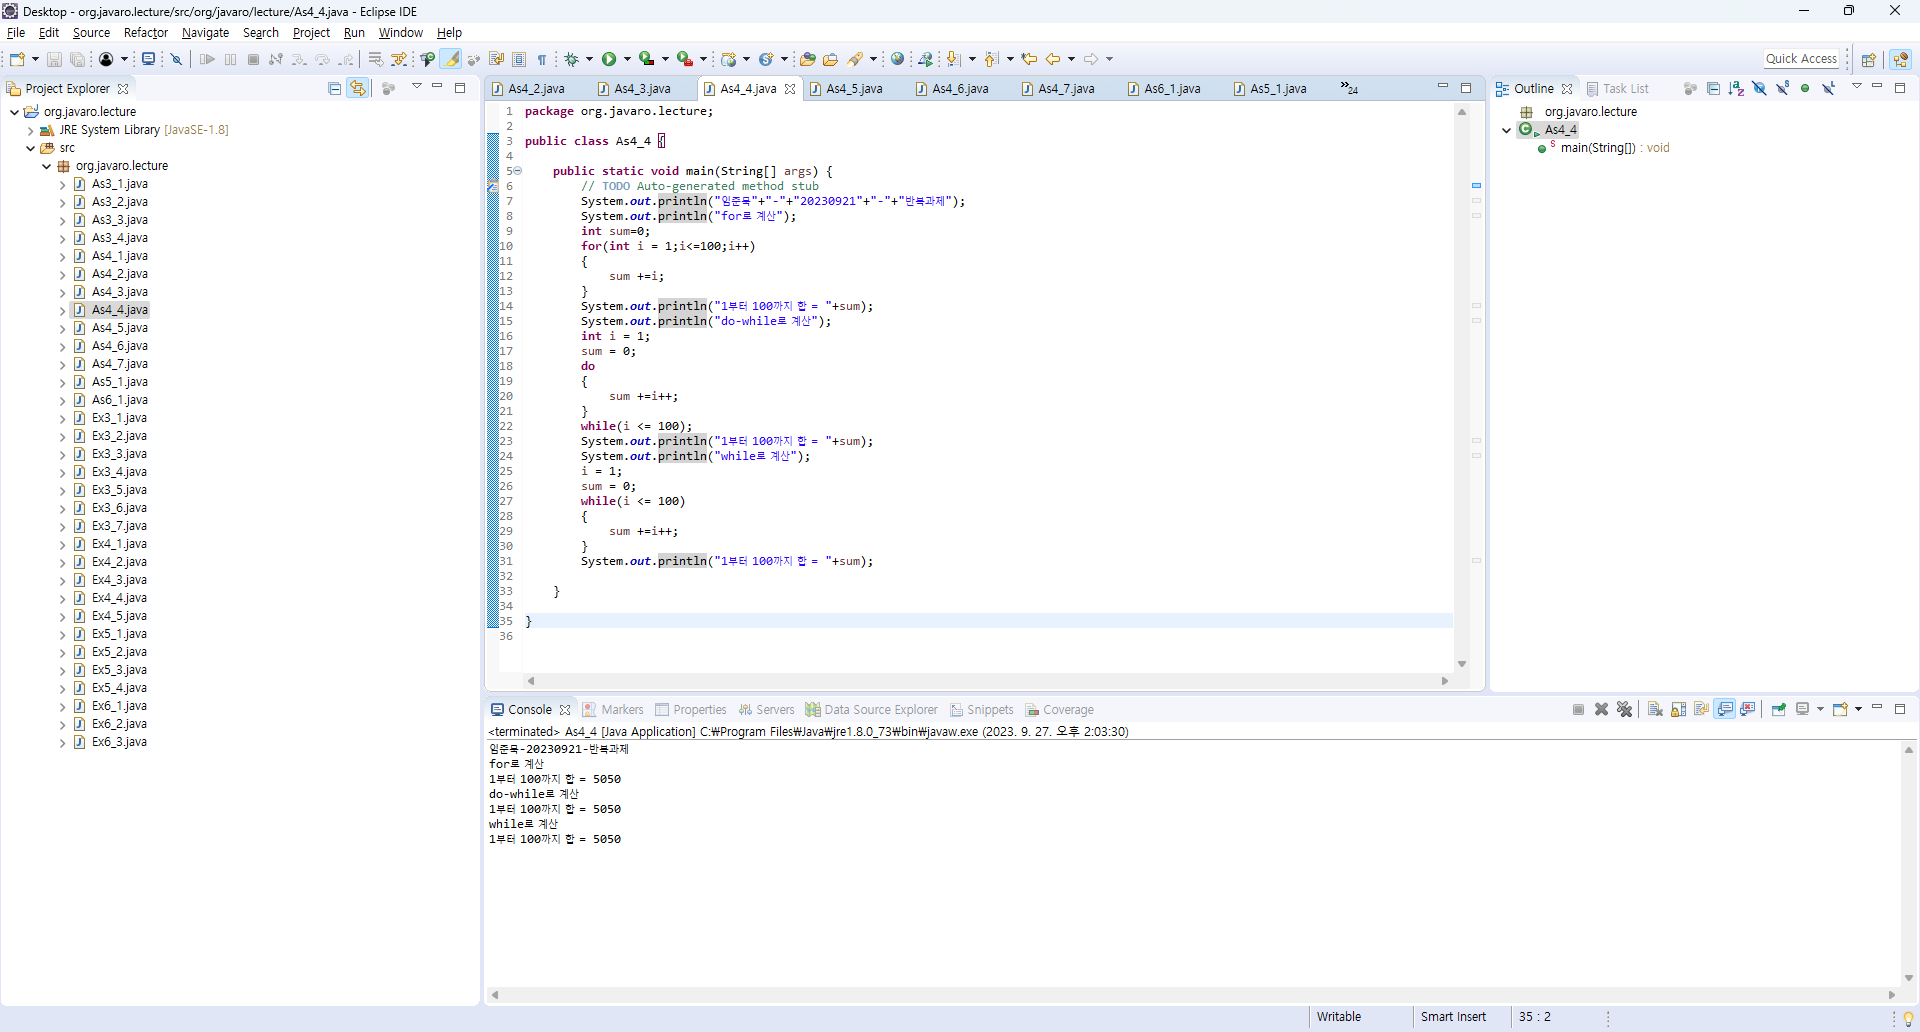 Desktop - org.javaro.lecture/src/org/javaro/lecture/As4_4.java - Eclipse IDE
File Edit Source Refactor Navigate Search Project Run Window Help
Quick Access
Project Explorer
org.javaro.lecture
JRE System Library [JavaSE-1.8]
src
org.javaro.lecture
As3_1.java
As3_2.java
As3_3.java
As3_4.java
As4_1.java
As4_2.java
As4_3.java
As4_4.java
As4_5.java
As4_6.java
As4_7.java
As5_1.java
As6_1.java
Ex3_1.java
Ex3_2.java
Ex3_3.java
Ex3_4.java
Ex3_5.java
Ex3_6.java
Ex3_7.java
Ex4_1.java
Ex4_2.java
Ex4_3.java
Ex4_4.java
Ex4_5.java
Ex5_1.java
Ex5_2.java
Ex5_3.java
Ex5_4.java
Ex6_1.java
Ex6_2.java
Ex6_3.java
As4_2.java As4_3.java As4_4.java As4_5.java As4_6.java As4_7.java As6_1.java As5_1.java »24
1 package org.javaro.lecture;
2
3 public class As4_4 {
4
5 public static void main(String[] args) {
6 // TODO Auto-generated method stub
7 System.out.println("임준묵"+"-"+"20230921"+"-"+"반복과제");
8 System.out.println("for로 계산");
9 int sum=0;
10 for(int i = 1;i<=100;i++)
11 {
12 sum +=i;
13 }
14 System.out.println("1부터 100까지 합 = "+sum);
15 System.out.println("do-while로 계산");
16 int i = 1;
17 sum = 0;
18 do
19 {
20 sum +=i++;
21 }
22 while(i <= 100);
23 System.out.println("1부터 100까지 합 = "+sum);
24 System.out.println("while로 계산");
25 i = 1;
26 sum = 0;
27 while(i <= 100)
28 {
29 sum +=i++;
30 }
31 System.out.println("1부터 100까지 합 = "+sum);
32
33 }
34
35 }
36
Outline Task List
org.javaro.lecture
As4_4
main(String[]) : void
Console Markers Properties Servers Data Source Explorer Snippets Coverage
<terminated> As4_4 [Java Application] C:₩Program Files₩Java₩jre1.8.0_73₩bin₩javaw.exe (2023. 9. 27. 오후 2:03:30)
임준묵-20230921-반복과제
for로 계산
1부터 100까지 합 = 5050
do-while로 계산
1부터 100까지 합 = 5050
while로 계산
1부터 100까지 합 = 5050
Writable Smart Insert 35 : 2